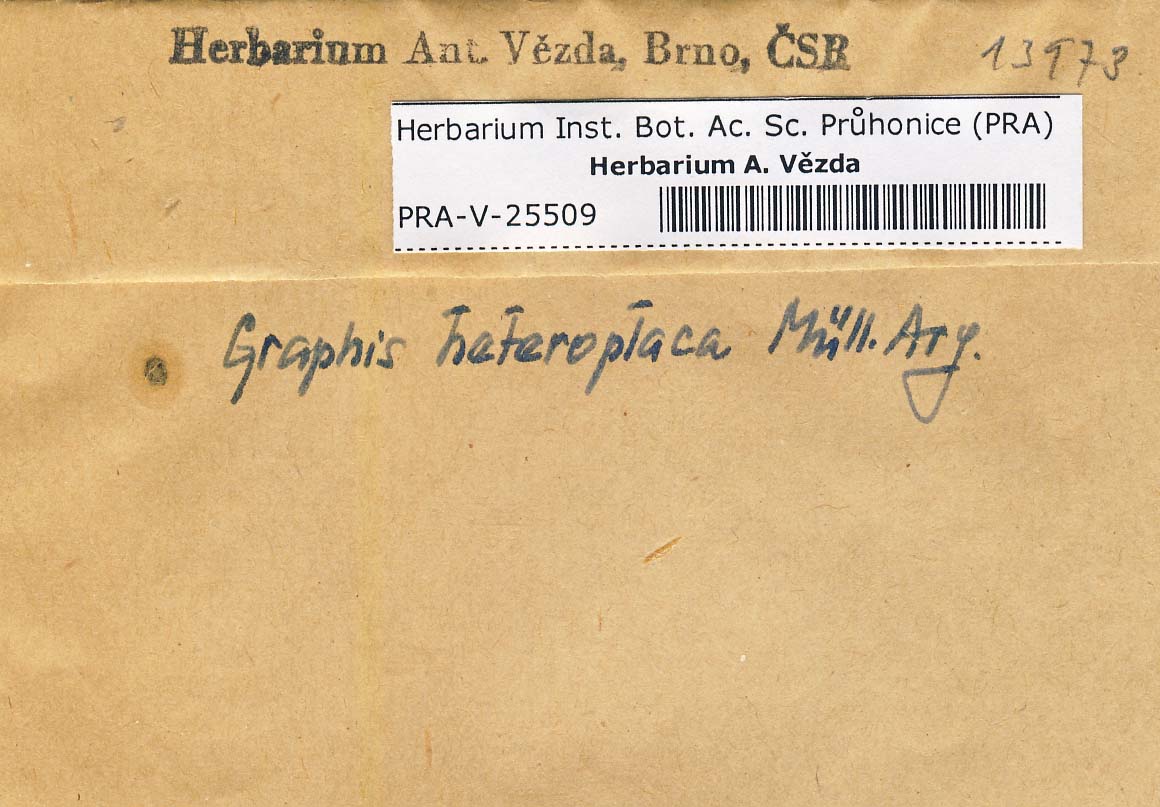 Herbarium Ant. Vězda, Brno, ČSR
13973
Herbarium Inst. Bot. Ac. Sc. Průhonice (PRA)
Herbarium A. Vězda
PRA-V-25509
Graphis heteroplaca Müll. Arg.